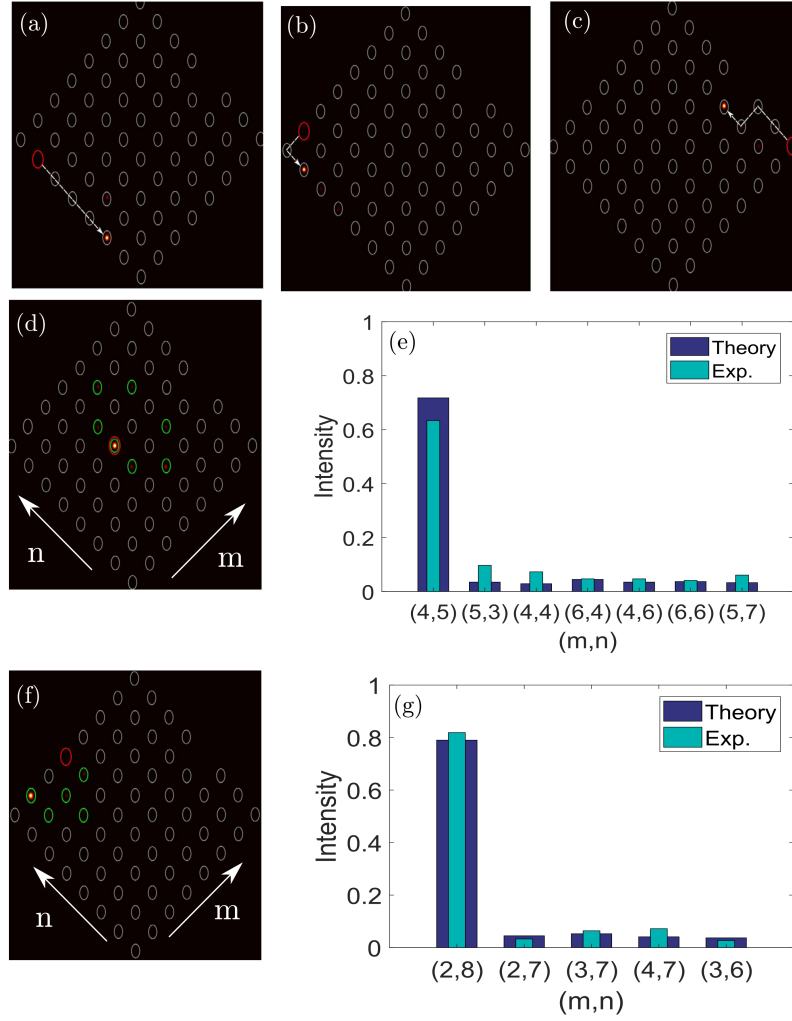 (a)
(b)
(c)
(d)
n
m
(e)
1
0.8
0.6
0.4
0.2
0
Intensity
Theory
Exp.
(4,5) (5,3) (4,4) (6,4) (4,6) (6,6) (5,7)
(m,n)
(f)
n
m
(g)
1
0.8
0.6
0.4
0.2
0
Intensity
Theory
Exp.
(2,8) (2,7) (3,7) (4,7) (3,6)
(m,n)